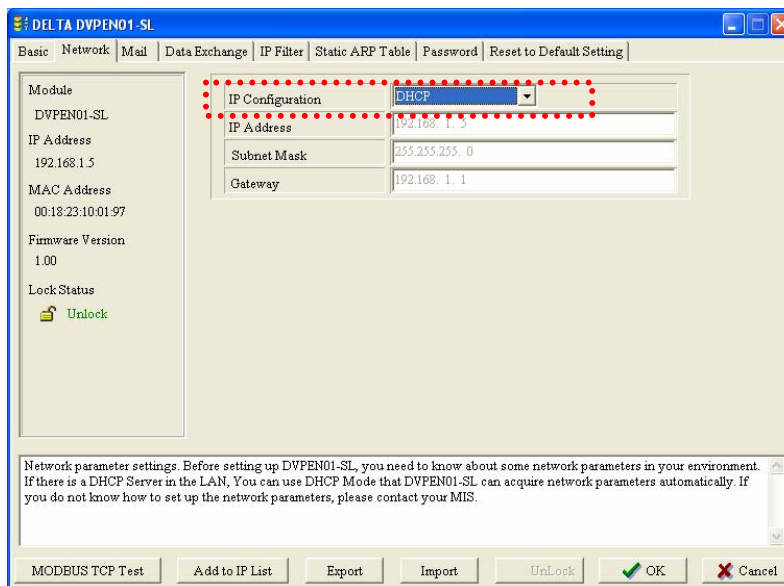 DELTA DVPEN01-SL
Basic Network Mail Data Exchange IP Filter Static ARP Table Password Reset to Default Setting
Module
DVPEN01-SL
IP Address
192.168.1.5
MAC Address
00:18:23:10:01:97
Firmware Version
1.00
Lock Status
Unlock
IP Configuration DHCP
IP Address 192.168. 1. 5
Subnet Mask 255.255.255. 0
Gateway 192.168. 1. 1
Network parameter settings. Before setting up DVPEN01-SL, you need to know about some network parameters in your environment.
If there is a DHCP Server in the LAN, You can use DHCP Mode that DVPEN01-SL can acquire network parameters automatically. If
you do not know how to set up the network parameters, please contact your MIS.
MODBUS TCP Test Add to IP List Export Import UnLock OK Cancel